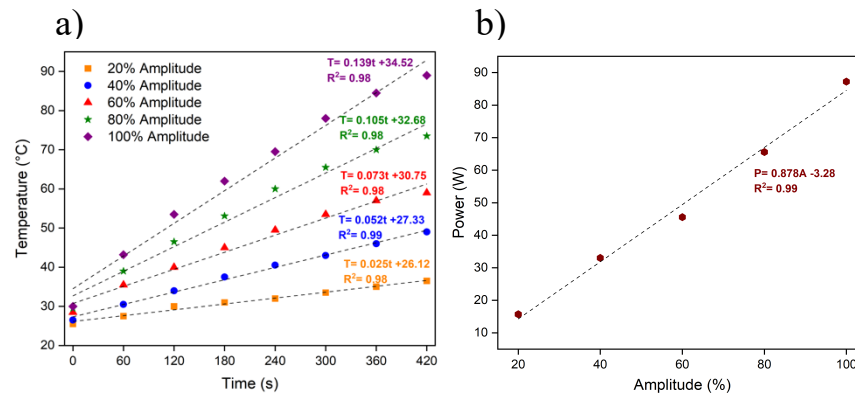 a)
20% Amplitude
40% Amplitude
60% Amplitude
80% Amplitude
100% Amplitude
T= 0.139t +34.52
R²= 0.98
T= 0.105t +32.68
R²= 0.98
T= 0.073t +30.75
R²= 0.98
T= 0.052t +27.33
R²= 0.99
T= 0.025t +26.12
R²= 0.98
Temperature (°C)
90
80
70
60
50
40
30
20
0 60 120 180 240 300 360 420
Time (s)
b)
P= 0.878A -3.28
R²= 0.99
Power (W)
90
80
70
60
50
40
30
20
10
20 40 60 80 100
Amplitude (%)